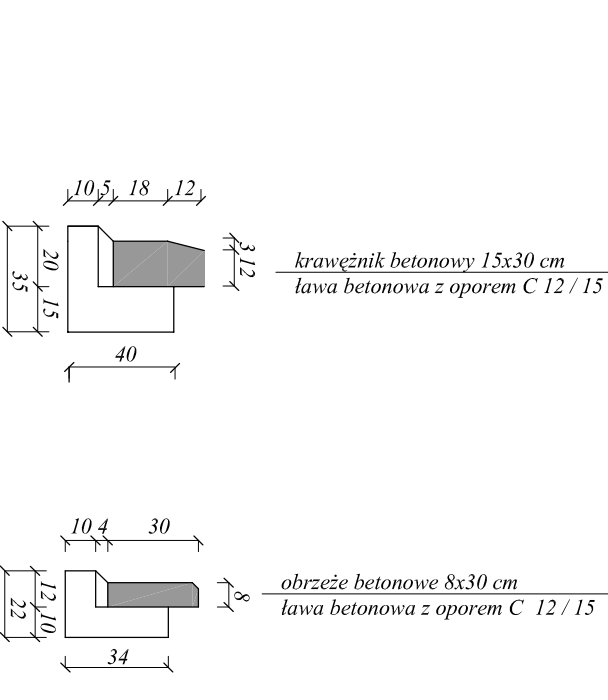 10 5 18 12
3
12
20
35
15
krawężnik betonowy 15x30 cm
ława betonowa z oporem C 12 / 15
40
10 4 30
12
22
10
8
obrzeże betonowe 8x30 cm
ława betonowa z oporem C 12 / 15
34